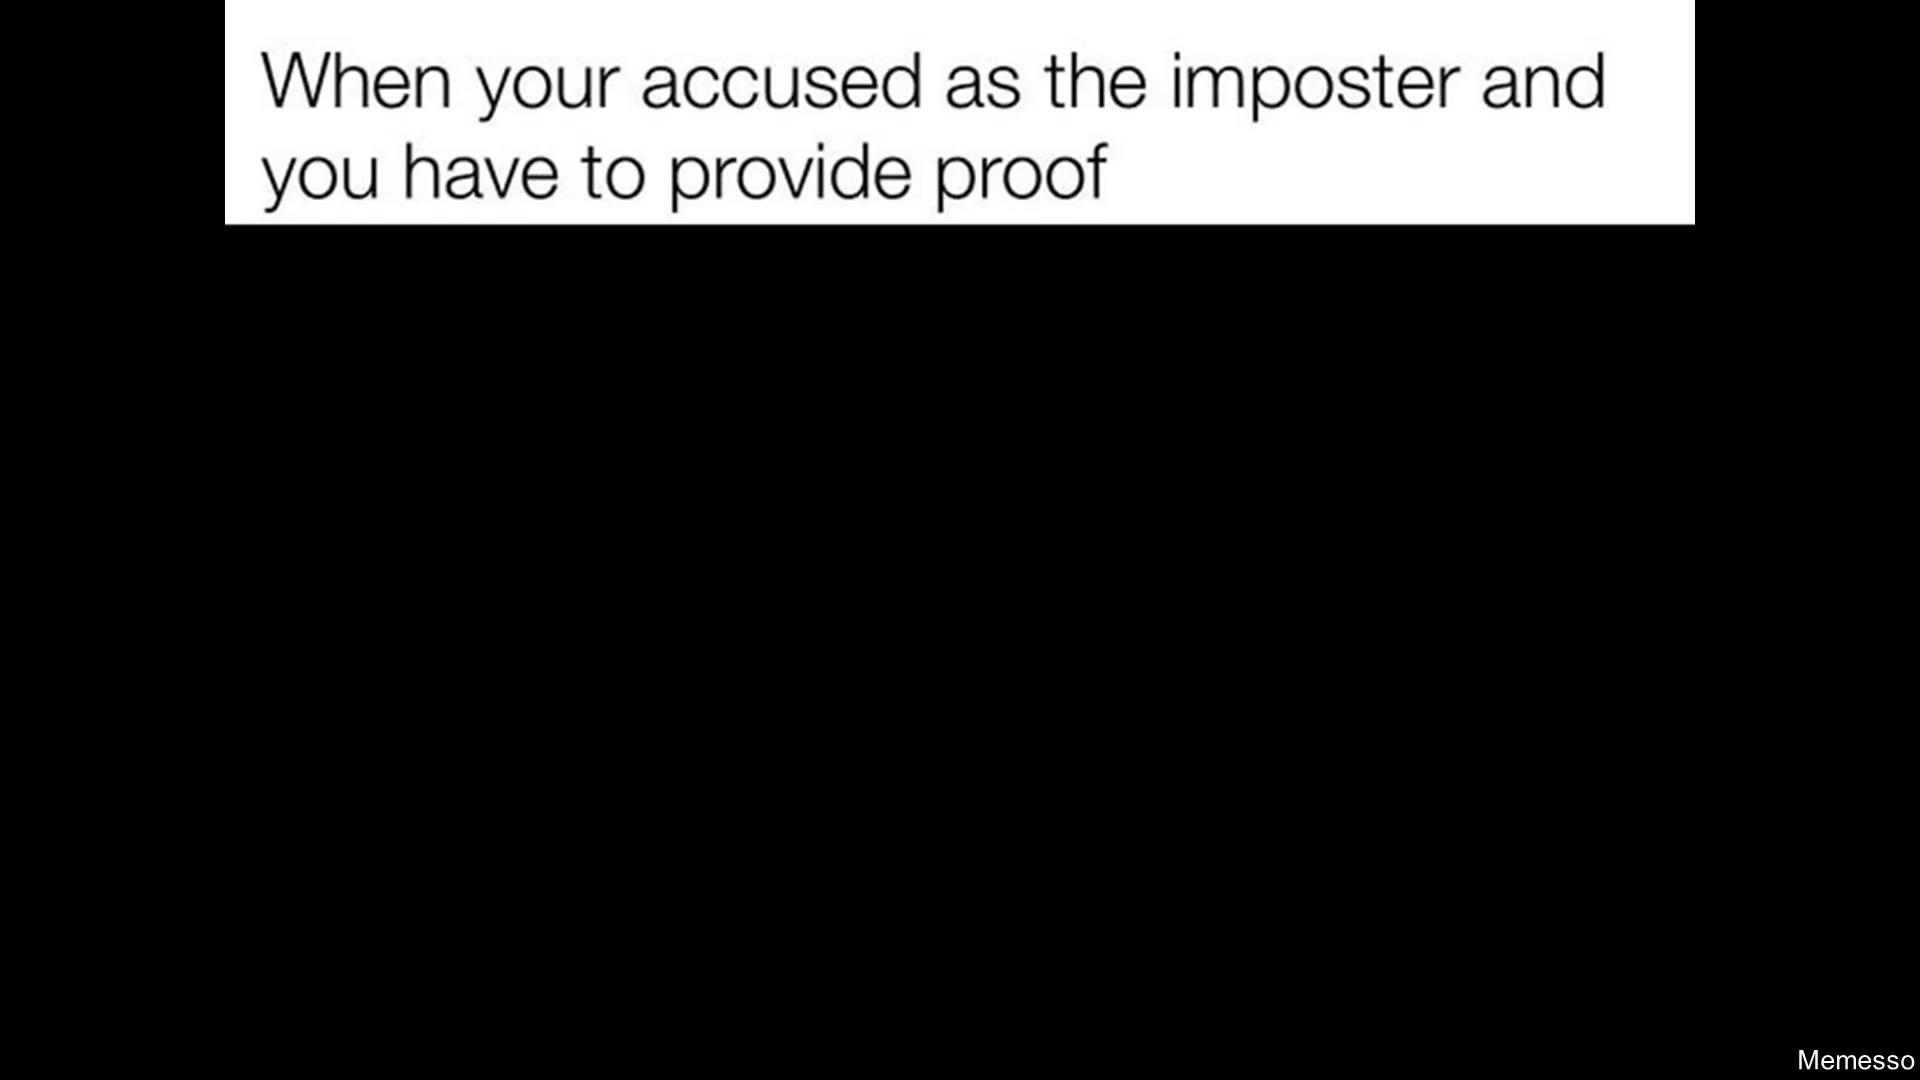 When your accused as the imposter and
you have to provide proof
Memesso